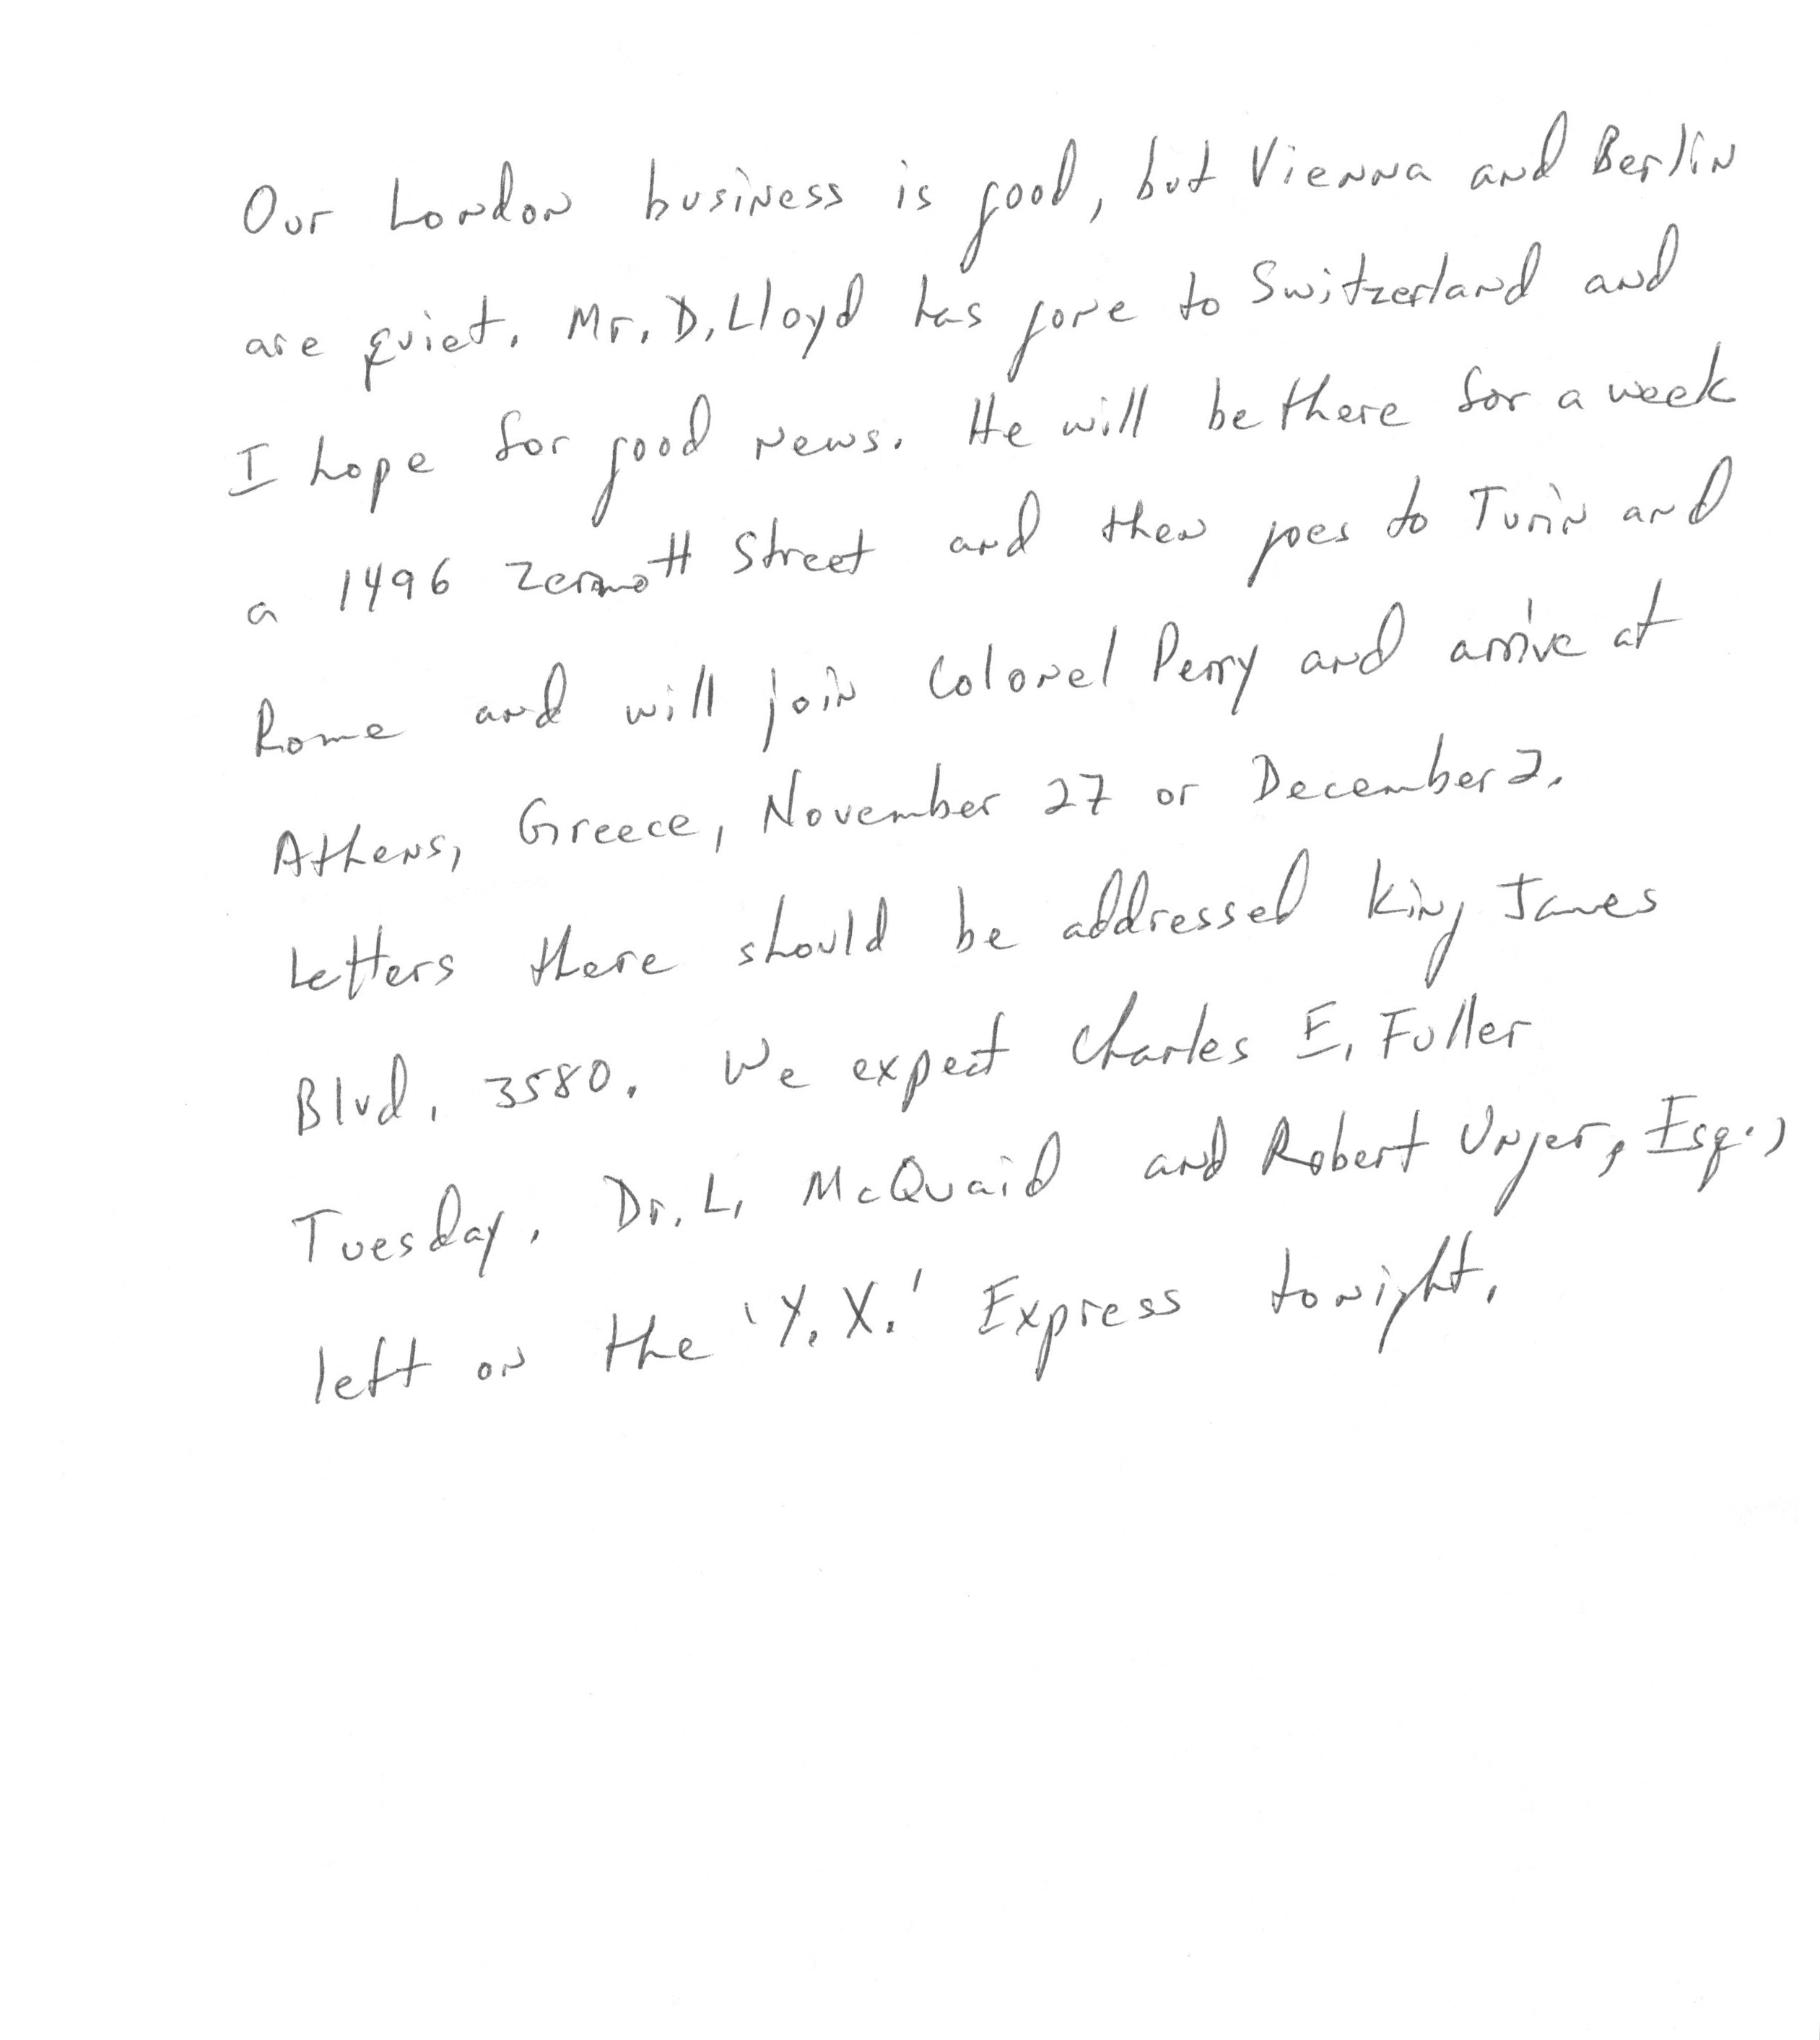 Our London business is good, but Vienna and Berlin
are quiet. Mr. D. Lloyd has gone to Switzerland and
I hope for good news. He will be there for a week
a 1496 Zermott Street and then goes to Turin and
Rome and will join Colonel Perry and arrive at
Athens, Greece, November 27 or December 2.
Letters there should be addressed King James
Blvd. 3580. We expect Charles E. Fuller
Tuesday. Dr. L. McQuaid and Robert Unger, Esq.,
left on the 'Y.X.' Express tonight.